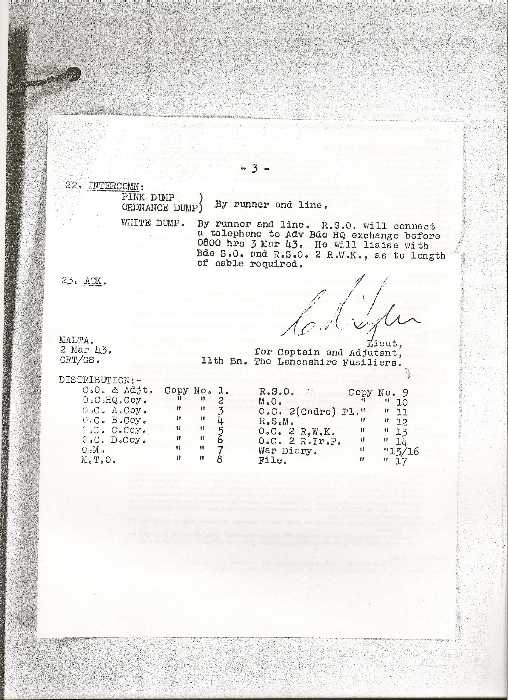 - 3 -
22. INTERCOMN:
PINK DUMP )
ORDNANCE DUMP) By runner and line.
WHITE DUMP. By runner and line. R.S.O. will connect
a telephone to Adv Bde HQ exchange before
0800 hrs 3 Mar 43. He will liaise with
Bde S.O. and R.S.O. 2 R.W.K., as to length
of cable required.
23. ACK.
Lieut,
MALTA. for Captain and Adjutant,
2 Mar 43. 11th Bn. The Lancashire Fusiliers.
CFT/GS.
DISTRIBUTION:-
C.O. & Adjt. Copy No. 1. R.S.O. Copy No. 9
O.C.HQ.Coy. " " 2 M.O. " " 10
O.C. A.Coy. " " 3 O.C. 2(Cadre) Pl." " 11
O.C. B.Coy. " " 4 R.S.M. " " 12
O.C. C.Coy. " " 5 O.C. 2 R.W.K. " " 13
O.C. D.Coy. " " 6 O.C. 2 R.Ir.F. " " 14
Q.M. " " 7 War Diary. " "15/16
M.T.O. " " 8 File. " " 17